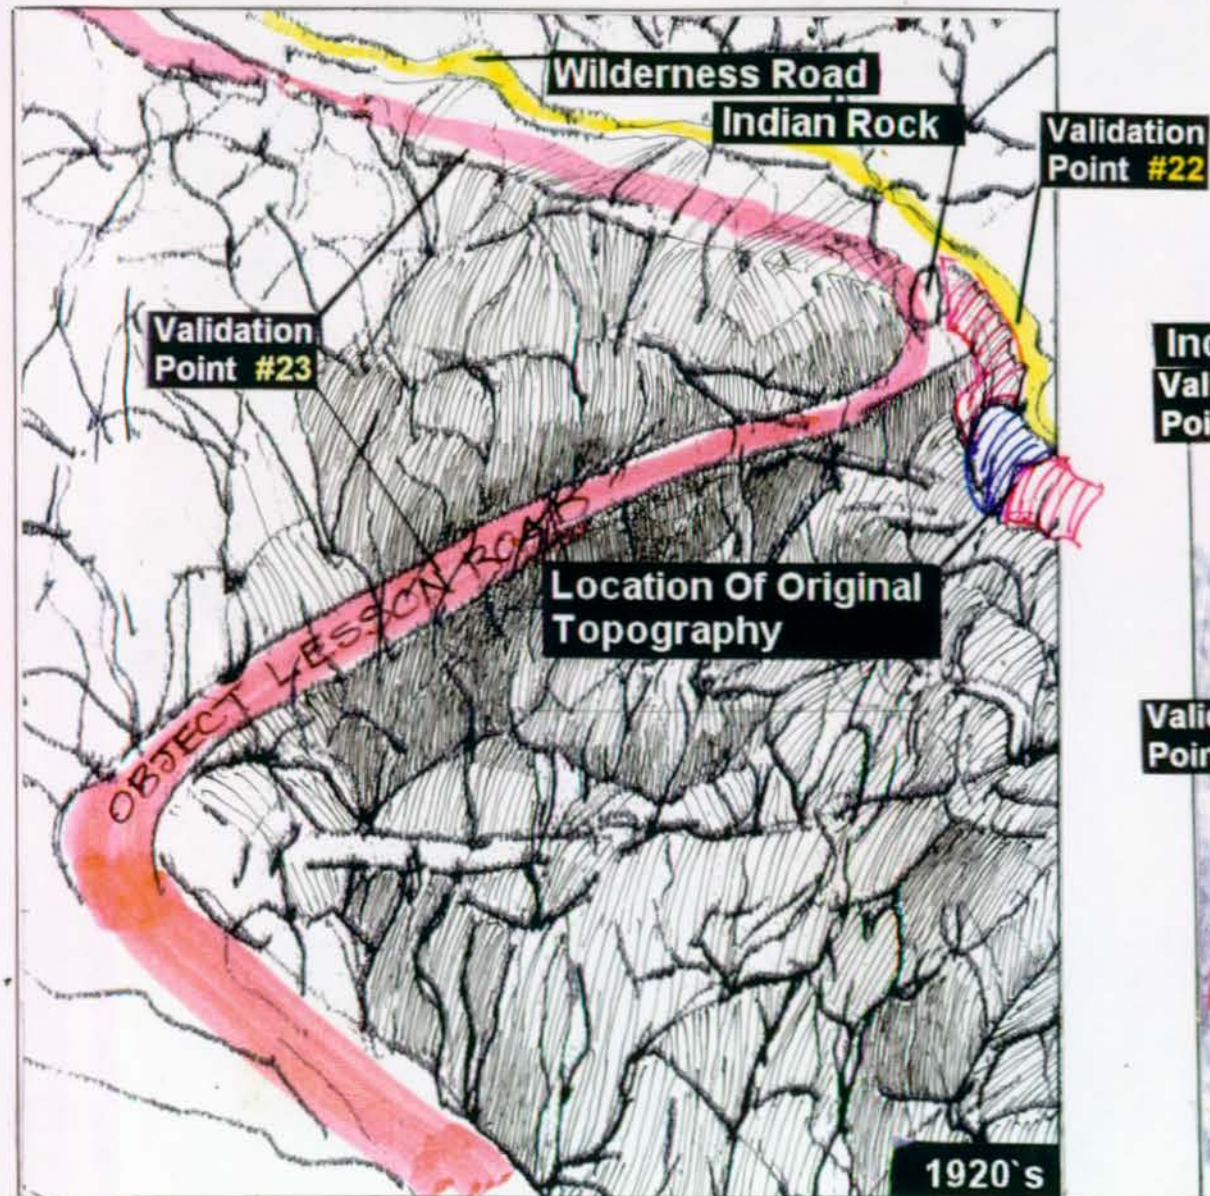 Wilderness Road
Indian Rock
Validation
Point #22
Validation
Point #23
OBJECT LESSON ROAD
Location Of Original
Topography
1920`s